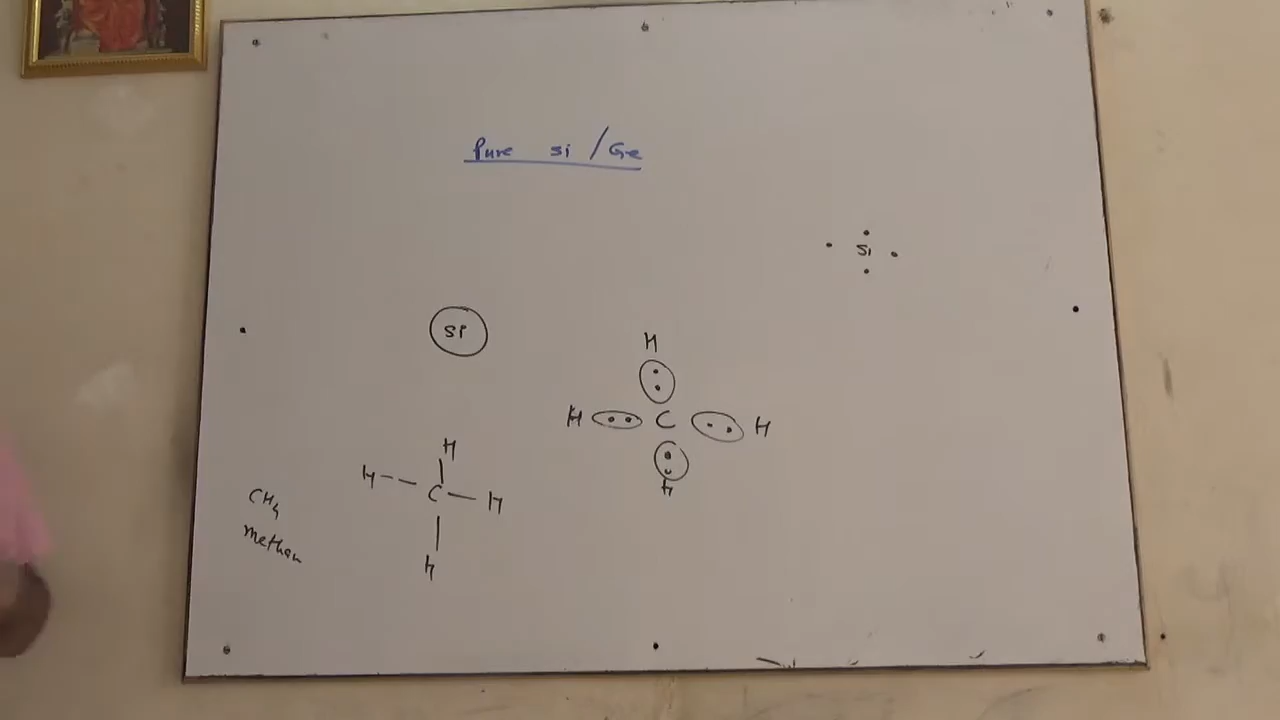 Pure si / Ge
Si
Si
H
H C H
H
H
H -- C — H
H
CH4
methan